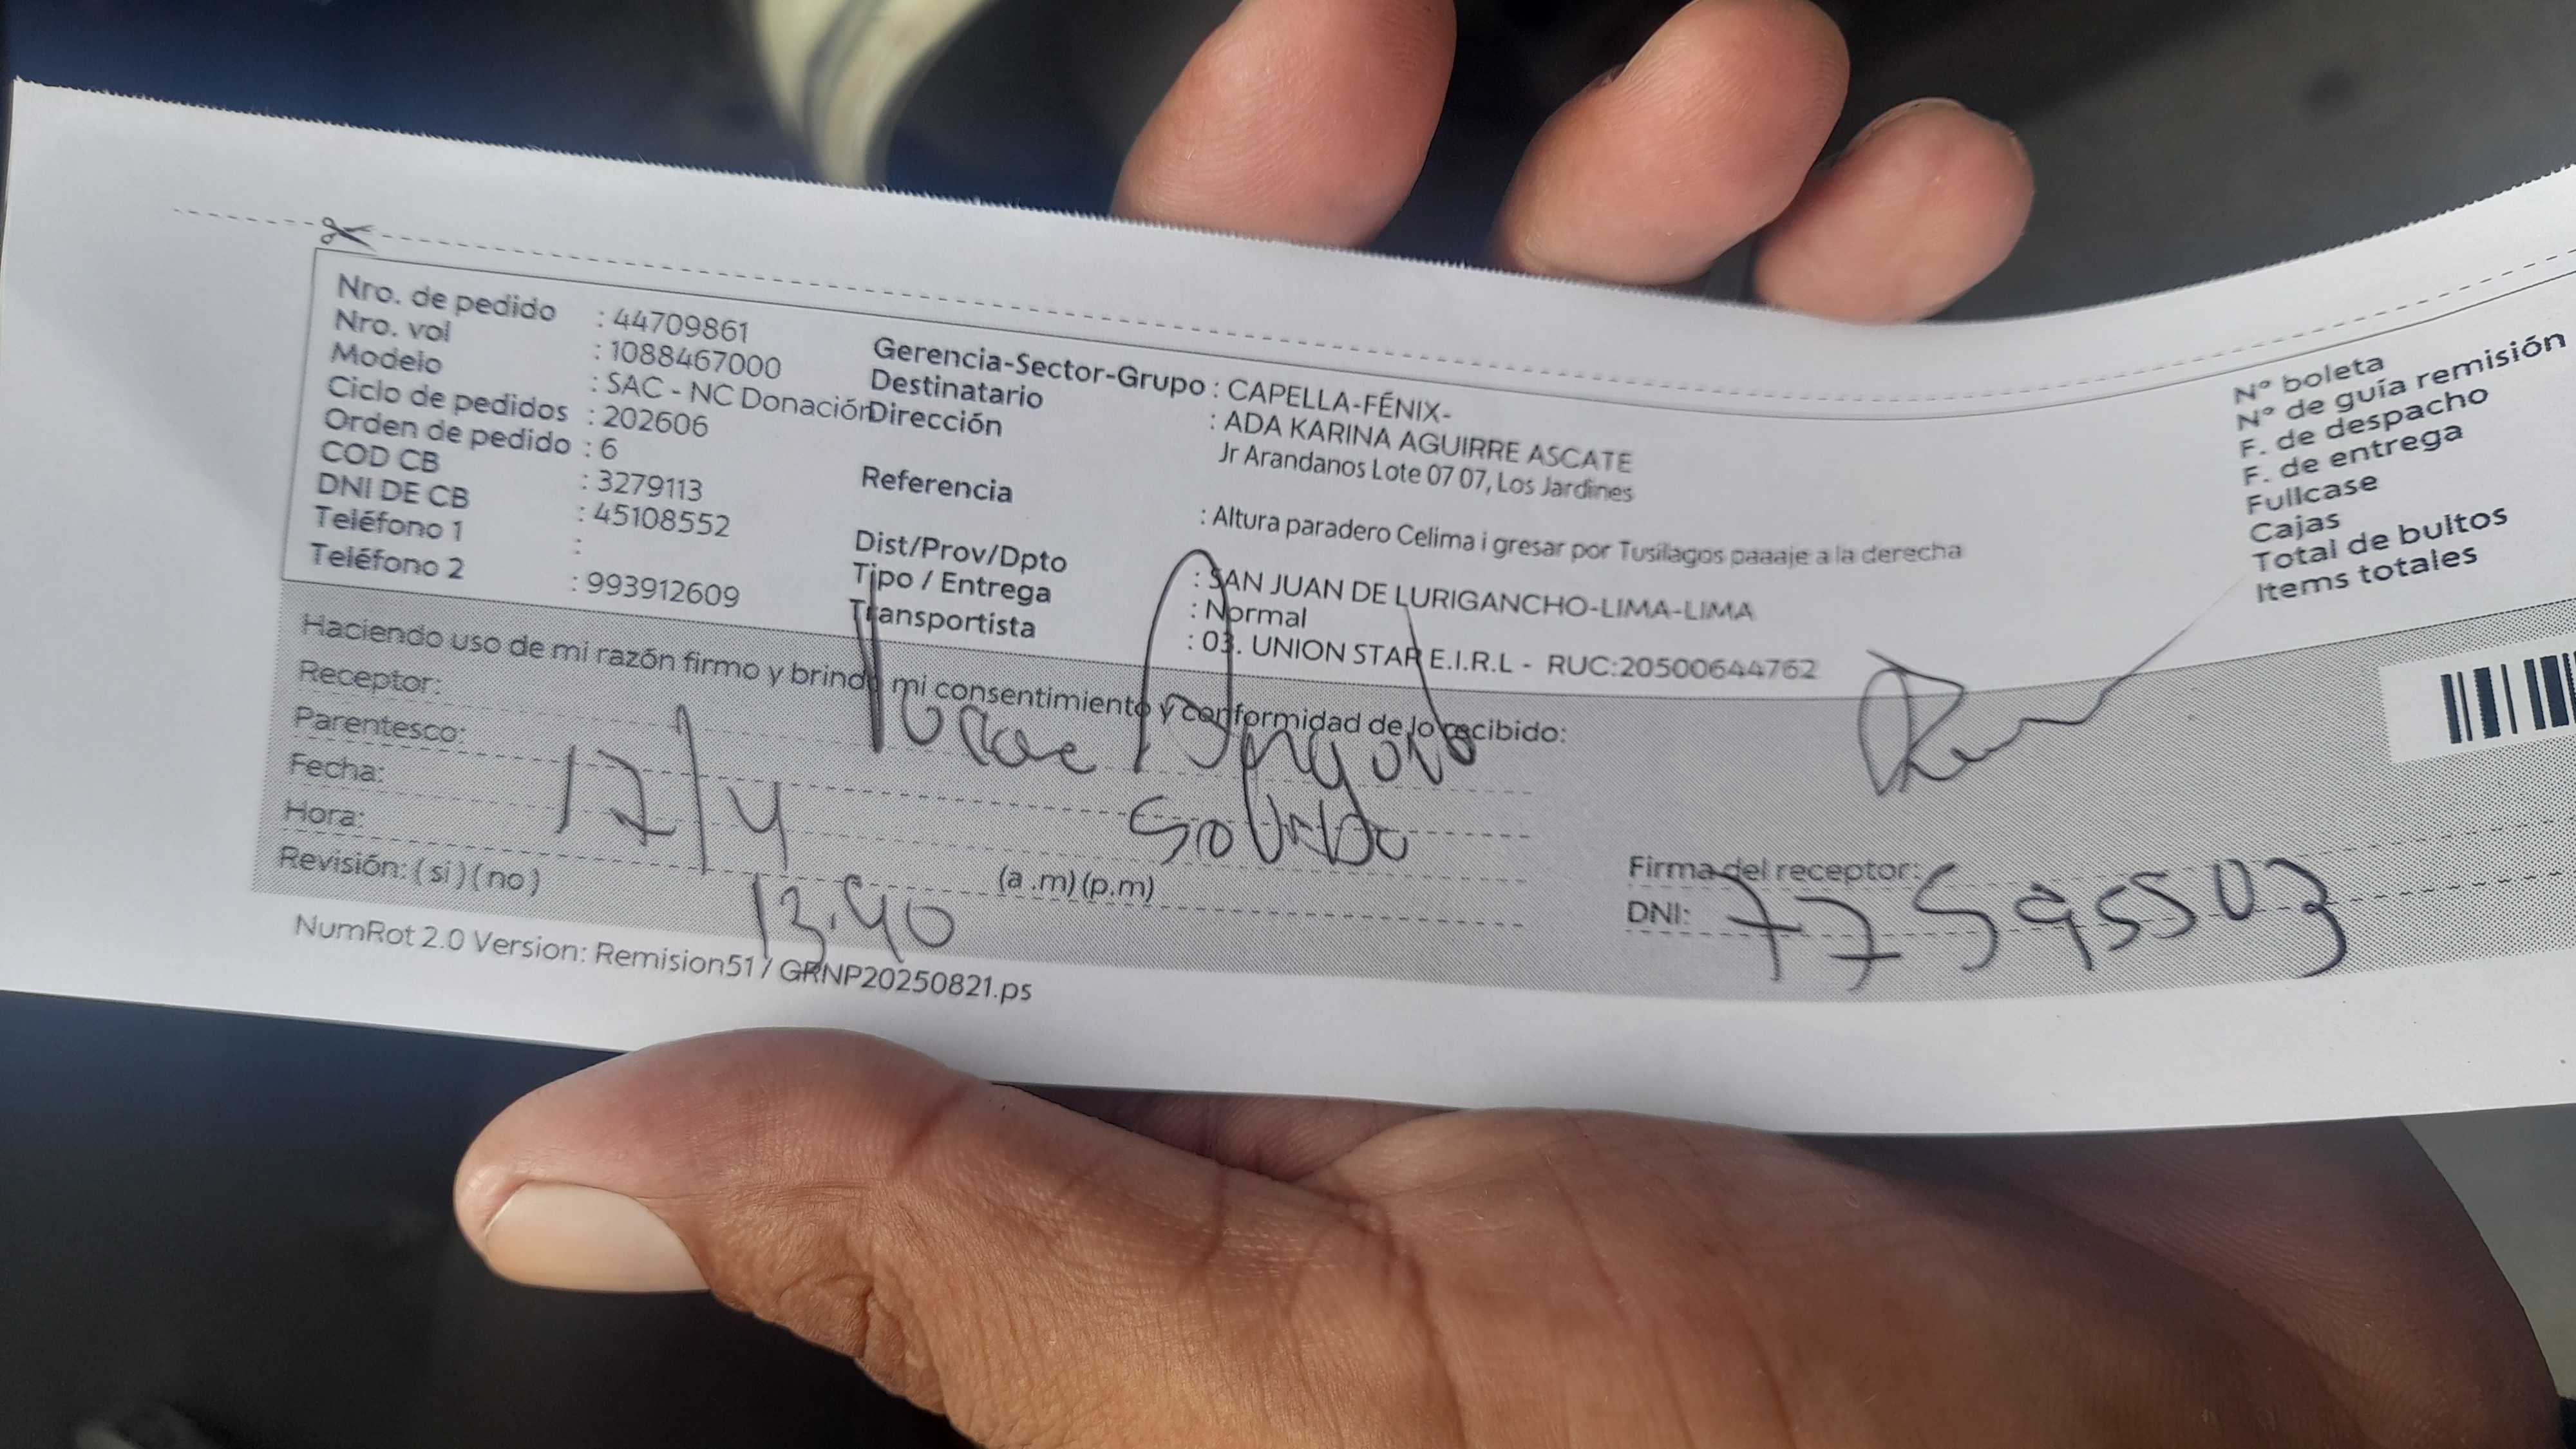 Nro. de pedido : 44709861
Nro. vol : 1088467000
Modelo : SAC - NC Donación
Ciclo de pedidos : 202606
Orden de pedido : 6
COD CB : 3279113
DNI DE CB : 45108552
Teléfono 1 :
Teléfono 2 : 993912609
Gerencia-Sector-Grupo : CAPELLA-FÉNIX-
Destinatario : ADA KARINA AGUIRRE ASCATE
Dirección Jr Arandanos Lote 07 07, Los Jardines
Referencia : Altura paradero Celima i gresar por Tusilagos paaaje a la derecha
Dist/Prov/Dpto : SAN JUAN DE LURIGANCHO-LIMA-LIMA
Tipo / Entrega : Normal
Transportista : 03. UNION STAR E.I.R.L - RUC:20500644762
N° boleta
N° de guía remisión
F. de despacho
F. de entrega
Fullcase
Cajas
Total de bultos
Items totales
Haciendo uso de mi razón firmo y brindo mi consentimiento y conformidad de lo recibido:
Receptor:
Parentesco:
Fecha: 17/4
Hora: 13.40 (a .m) (p.m)
Revisión: ( si ) ( no )
Firma del receptor:
DNI: 77595503
NumRot 2.0 Version: Remision51 / GRNP20250821.ps